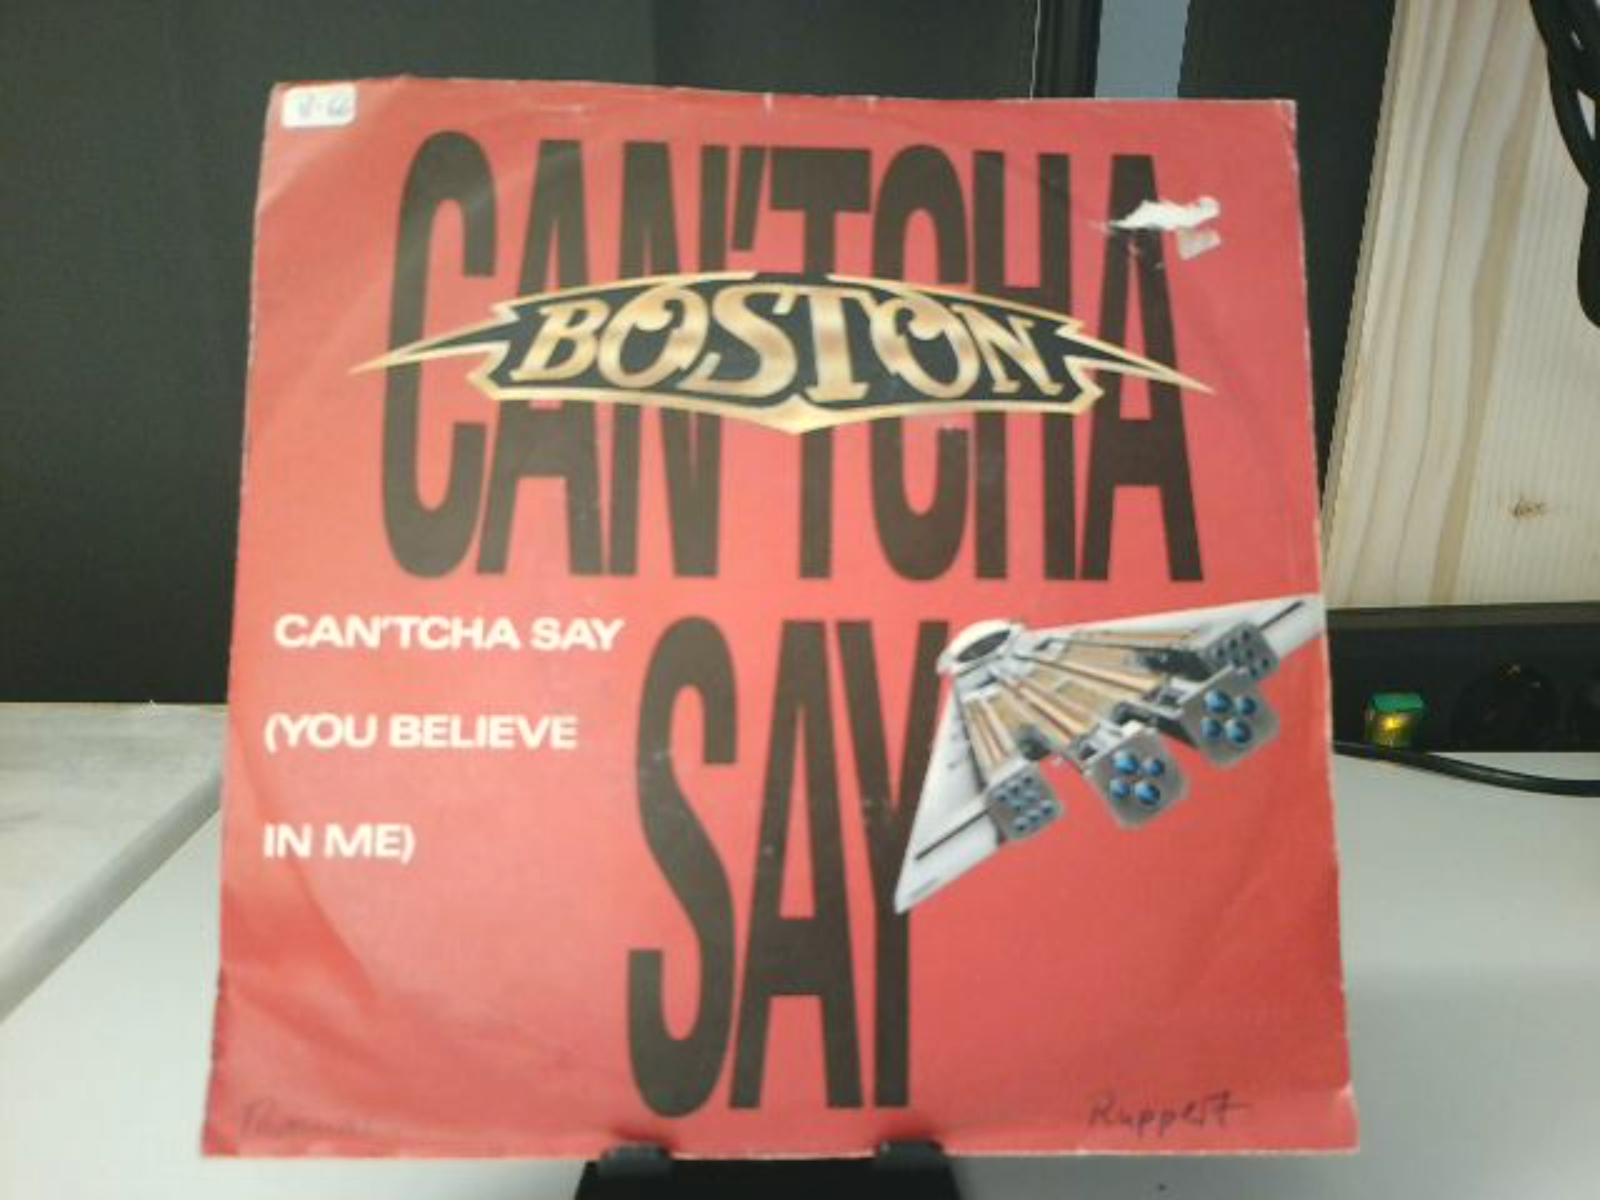 CAN'TCHA
BOSTON
SAY
CAN'TCHA SAY
(YOU BELIEVE
IN ME)
Ruppert